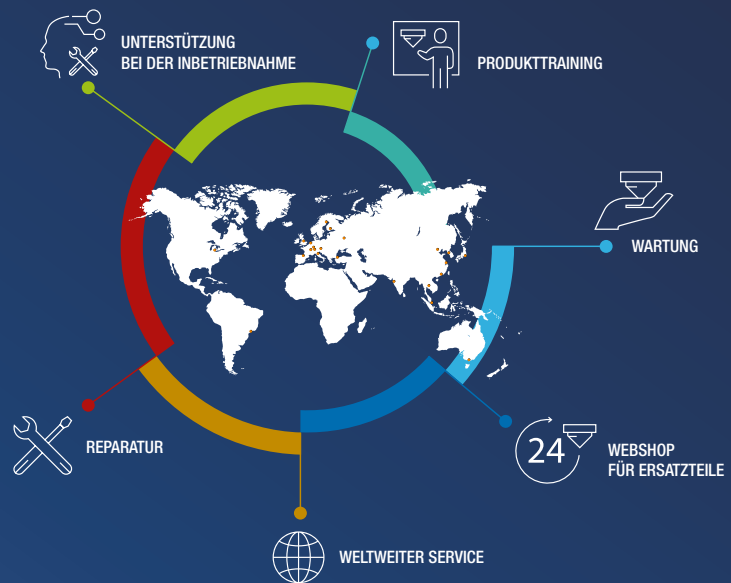 UNTERSTÜTZUNG
BEI DER INBETRIEBNAHME
PRODUKTTRAINING
WARTUNG
24
WEBSHOP
FÜR ERSATZTEILE
WELTWEITER SERVICE
REPARATUR